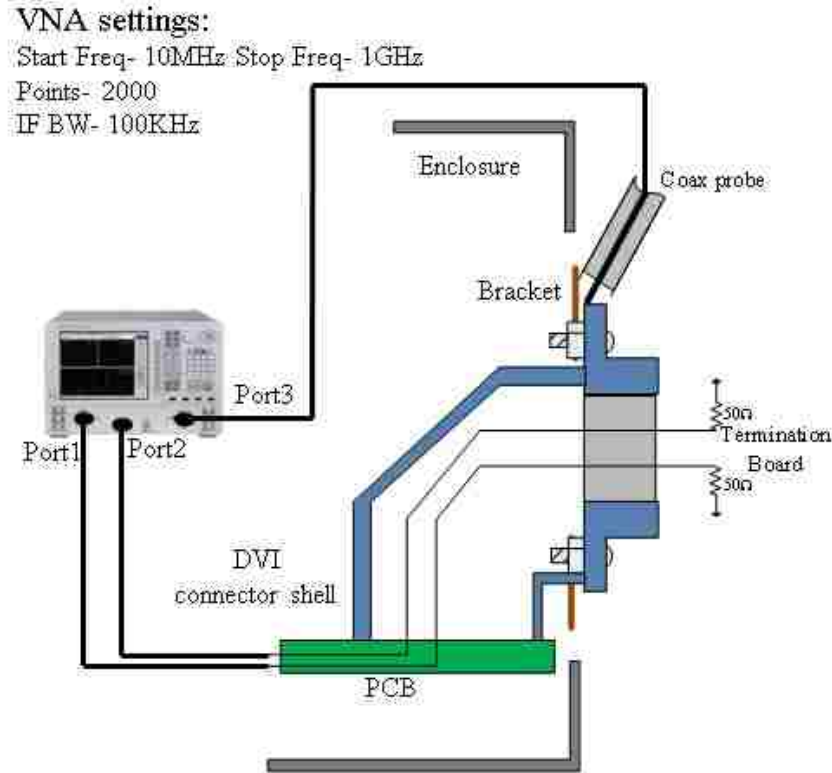 VNA settings:
Start Freq- 10MHz Stop Freq- 1GHz
Points- 2000
IF BW- 100KHz
Enclosure
Coax probe
Bracket
Port3
Port1
Port2
50Ω
Termination
Board
50Ω
DVI
connector shell
PCB